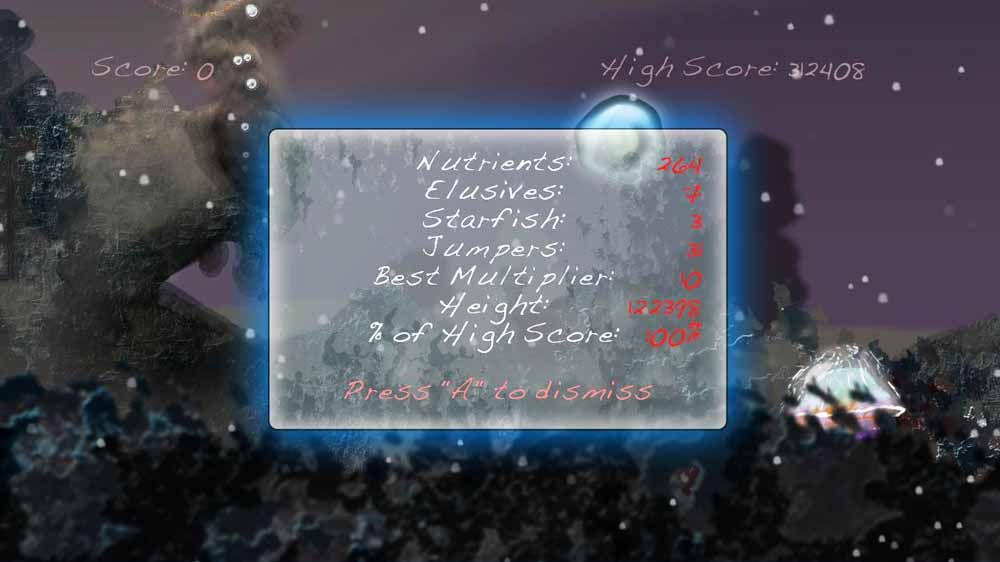 Score: 0
High Score: 312408
Nutrients: 264
Elusives: 7
Starfish: 3
Jumpers:
Best Multiplier: 10
Height: 122398
% of High Score: 100%
Press "A" to dismiss